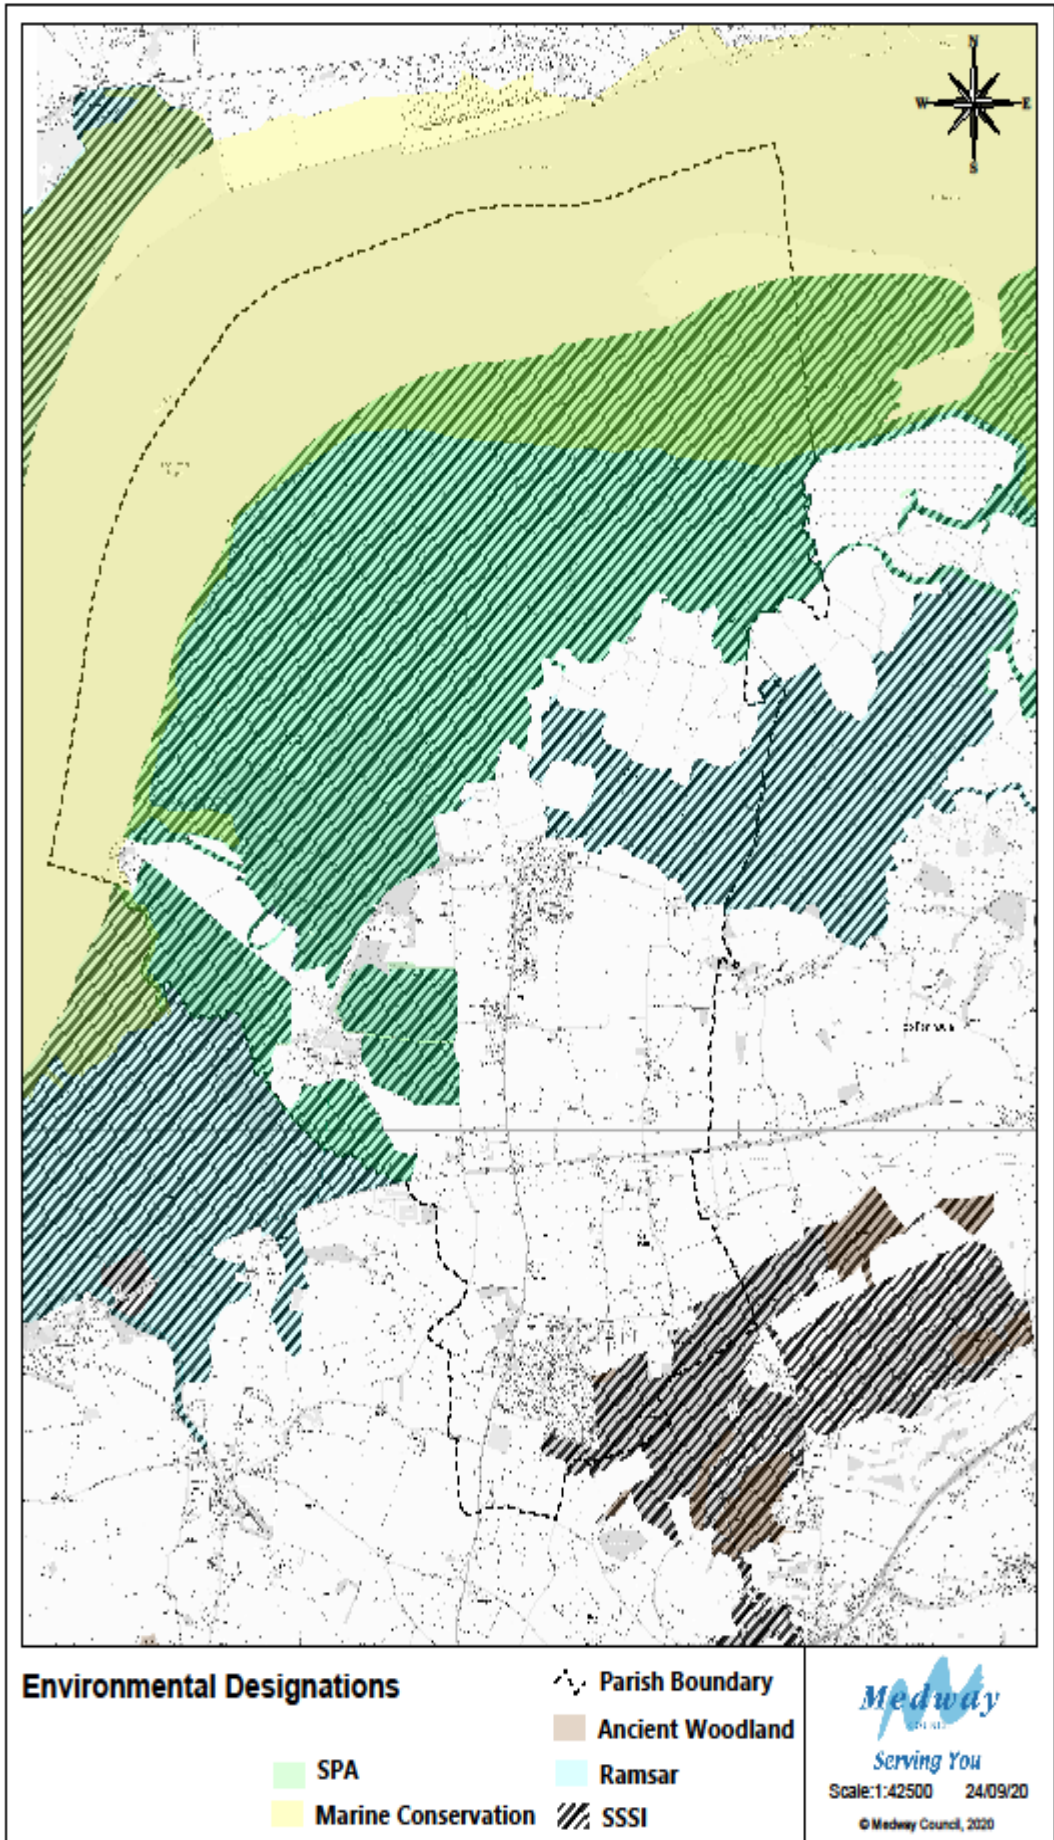 N
W E
S
Environmental Designations
Parish Boundary
Ancient Woodland
SPA
Ramsar
Marine Conservation
SSSI
Medway
Serving You
Scale:1:42500 24/09/20
© Medway Council, 2020